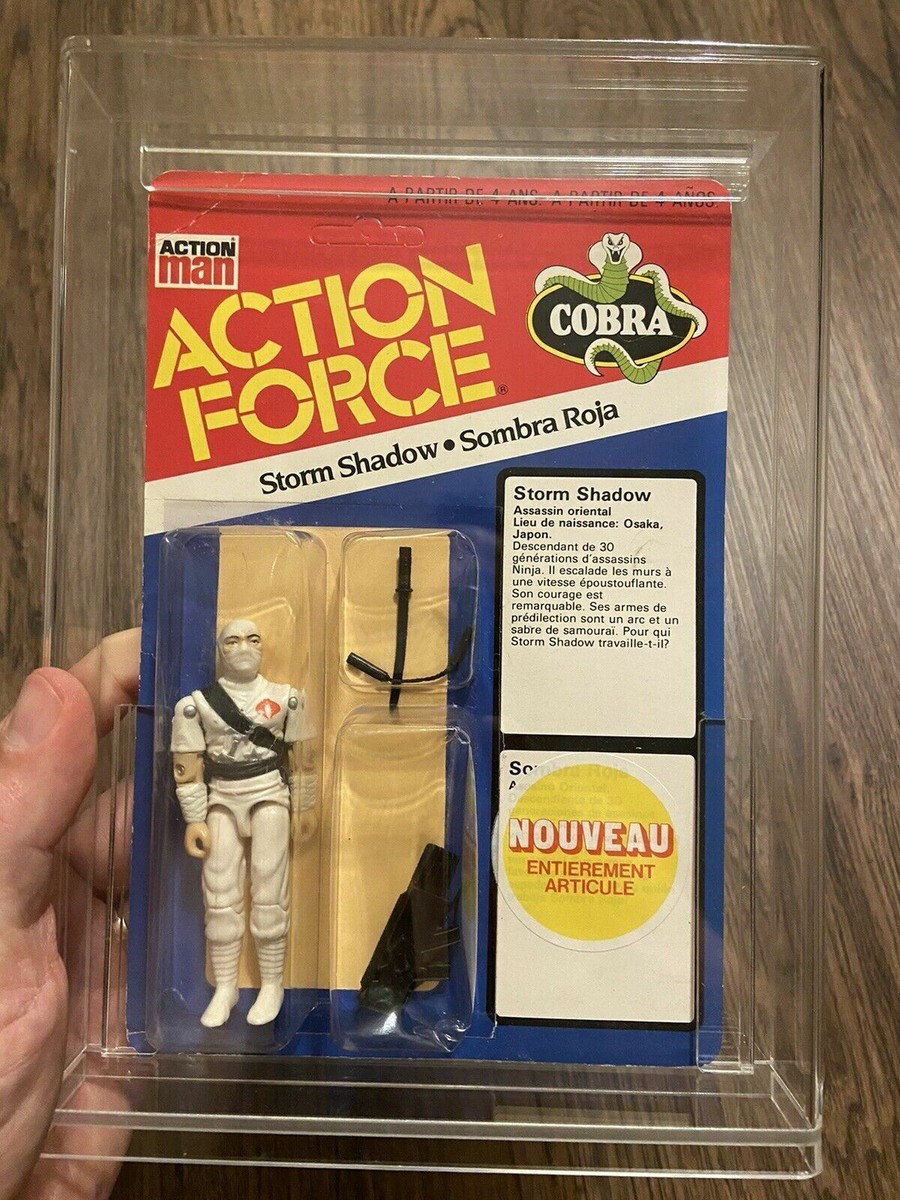 A PARTIR DE 4 ANS. A PARTIR DE 4 AÑOS
ACTION
man
ACTION
FORCE®
COBRA
Storm Shadow • Sombra Roja
Storm Shadow
Assassin oriental
Lieu de naissance: Osaka,
Japon.
Descendant de 30
générations d'assassins
Ninja. Il escalade les murs à
une vitesse époustouflante.
Son courage est
remarquable. Ses armes de
prédilection sont un arc et un
sabre de samouraï. Pour qui
Storm Shadow travaille-t-il?
Sombra Roja
NOUVEAU
ENTIEREMENT
ARTICULE